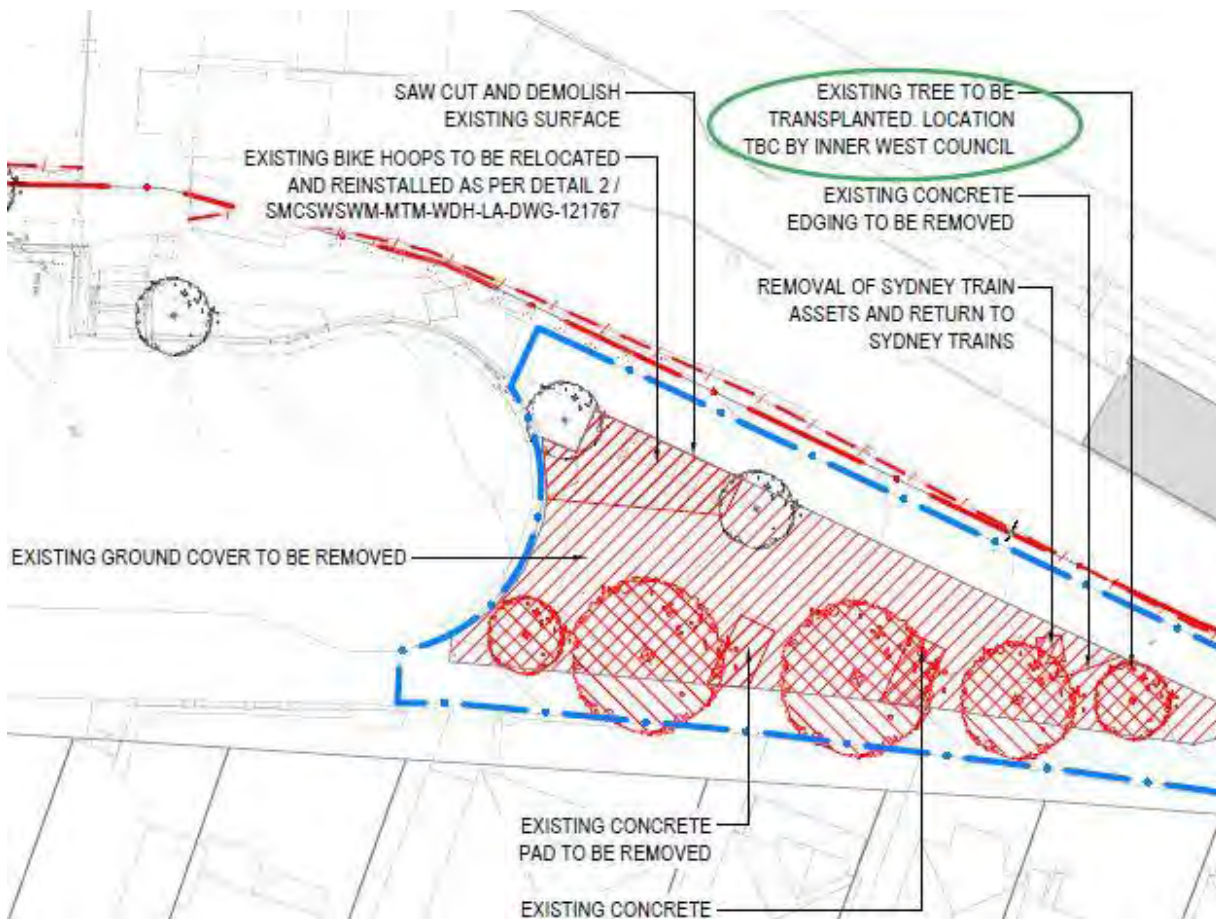 SAW CUT AND DEMOLISH
EXISTING SURFACE
EXISTING BIKE HOOPS TO BE RELOCATED
AND REINSTALLED AS PER DETAIL 2 /
SMCSWSWM-MTM-WDH-LA-DWG-121767
EXISTING TREE TO BE
TRANSPLANTED. LOCATION
TBC BY INNER WEST COUNCIL
EXISTING CONCRETE
EDGING TO BE REMOVED
REMOVAL OF SYDNEY TRAIN
ASSETS AND RETURN TO
SYDNEY TRAINS
EXISTING GROUND COVER TO BE REMOVED
EXISTING CONCRETE
PAD TO BE REMOVED
EXISTING CONCRETE